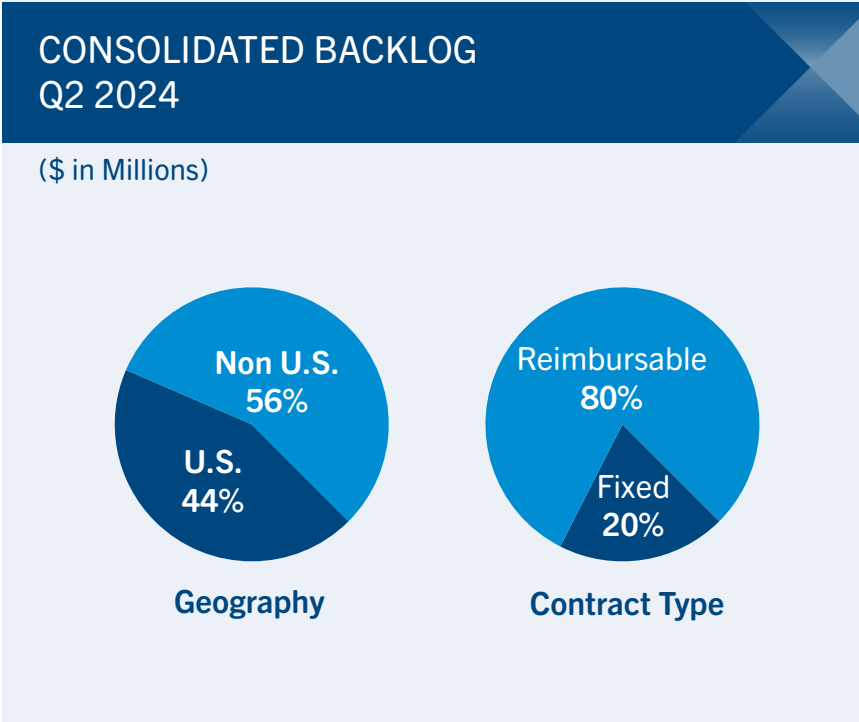 CONSOLIDATED BACKLOG
Q2 2024
($ in Millions)
Non U.S.
56%
U.S.
44%
Geography
Reimbursable
80%
Fixed
20%
Contract Type